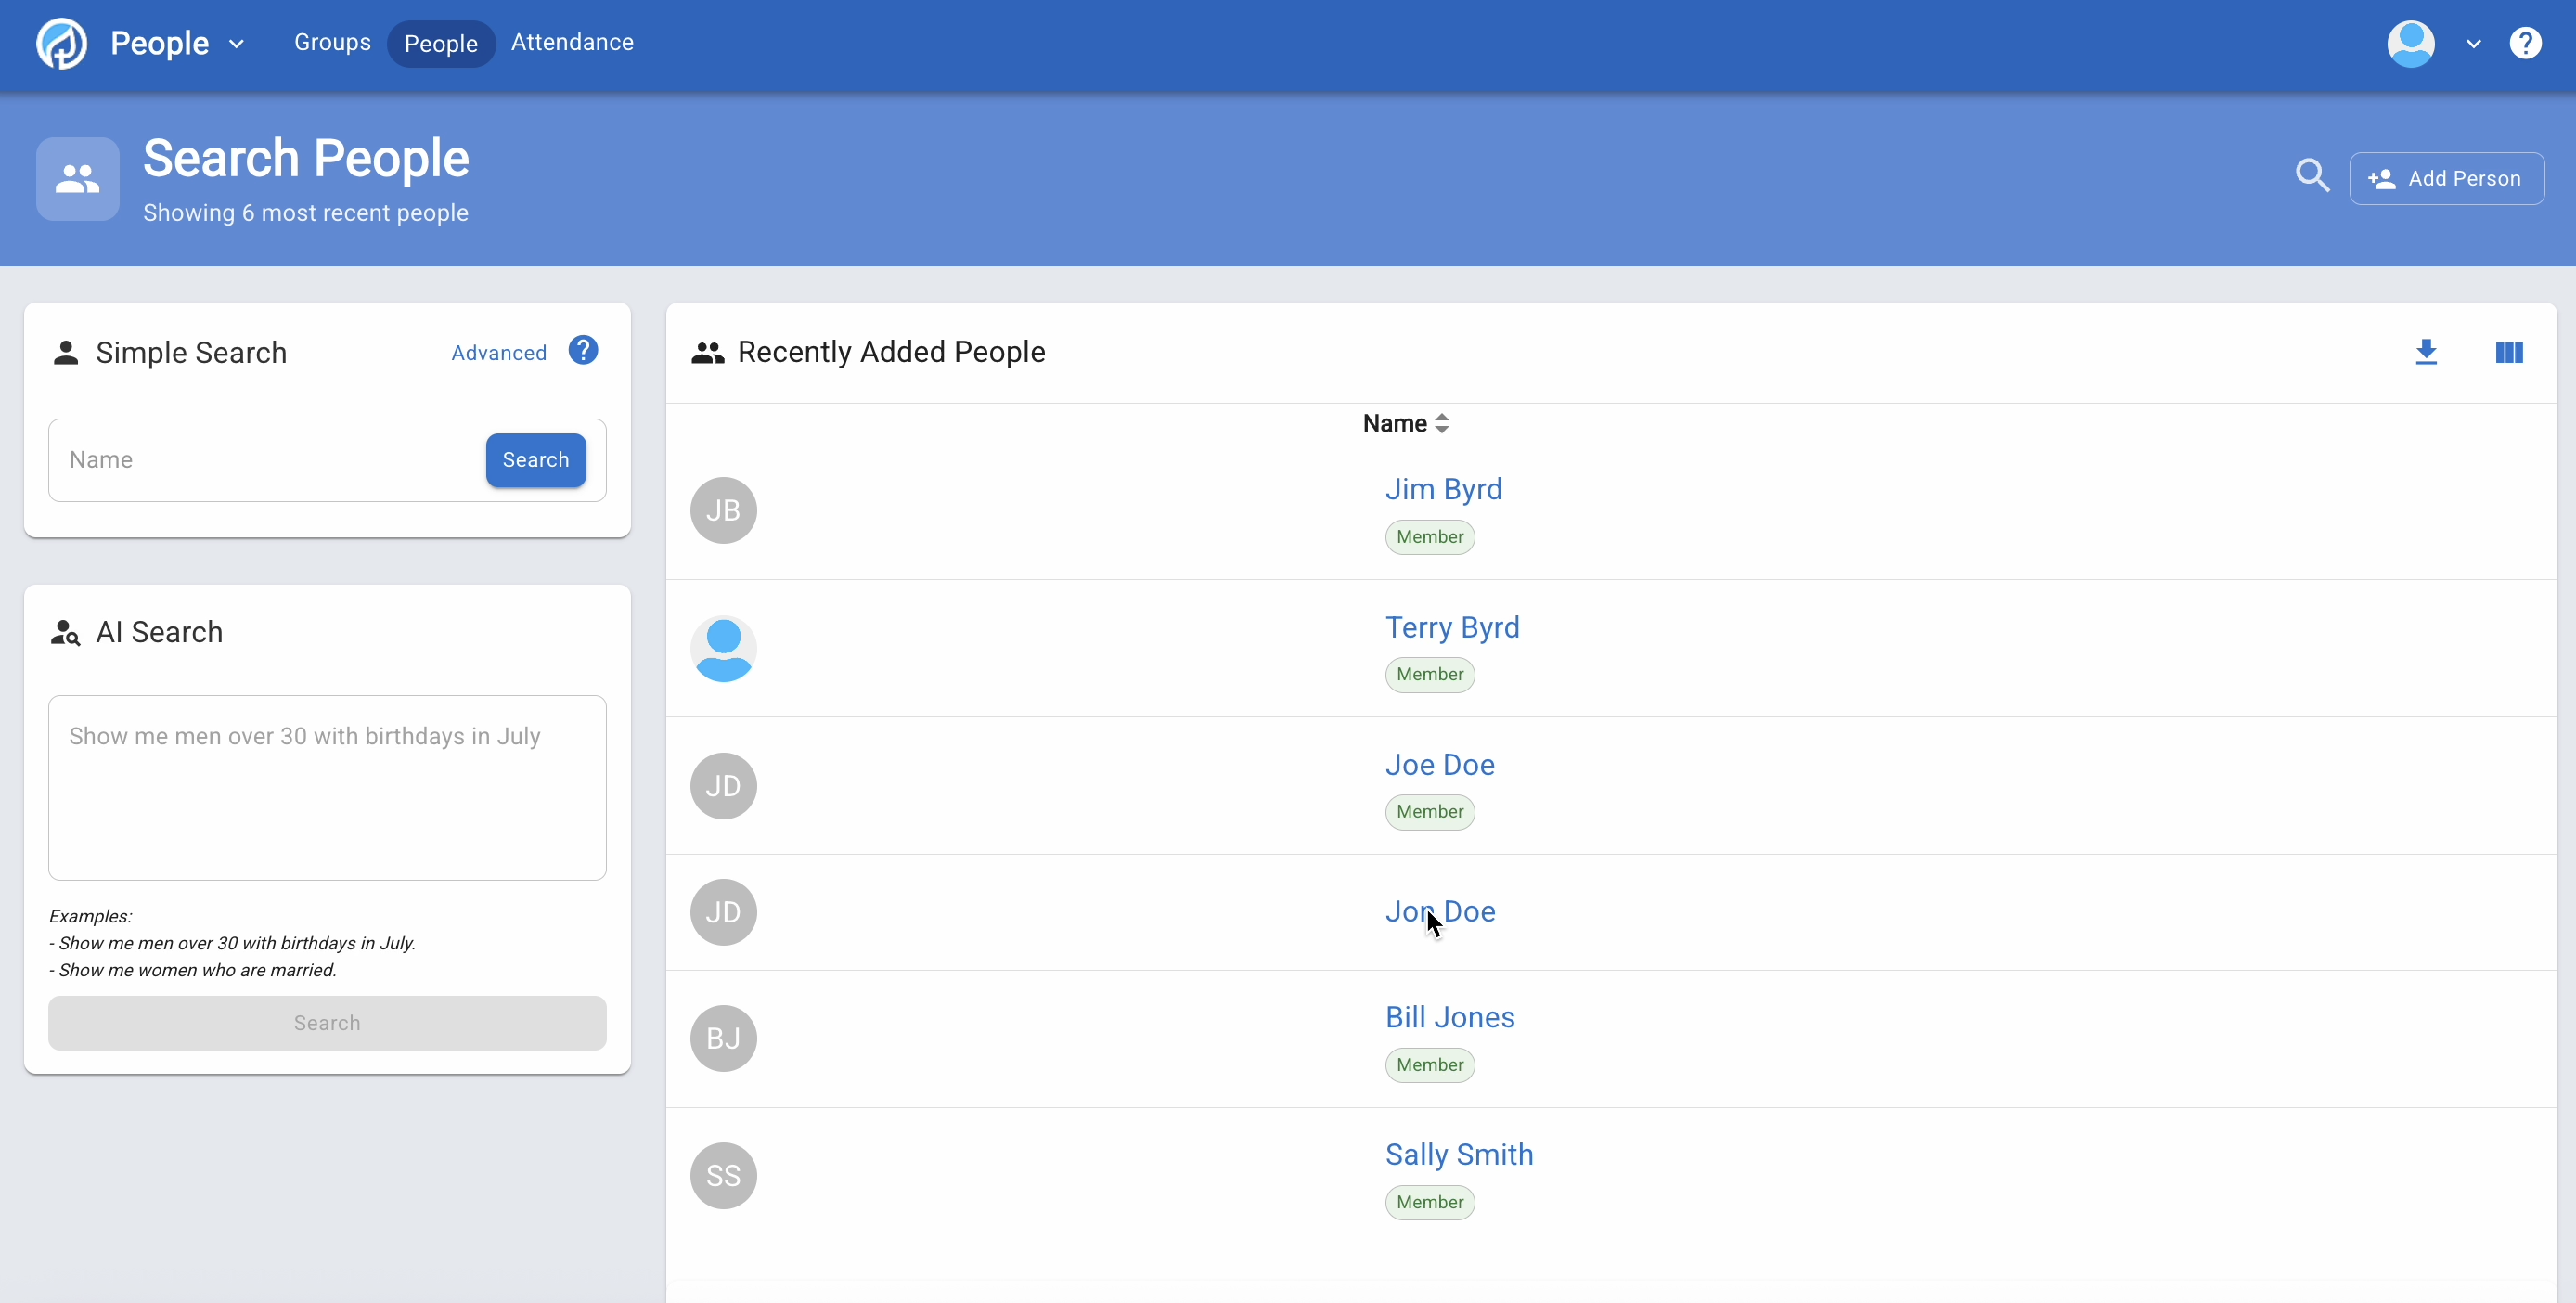 People
Groups
People
Attendance
Search People
Showing 6 most recent people
Add Person
Simple Search
Advanced
Name
Search
AI Search
Show me men over 30 with birthdays in July
Examples:
- Show me men over 30 with birthdays in July.
- Show me women who are married.
Search
Recently Added People
Name
JB
Jim Byrd
Member
Terry Byrd
Member
JD
Joe Doe
Member
JD
Jon Doe
BJ
Bill Jones
Member
SS
Sally Smith
Member